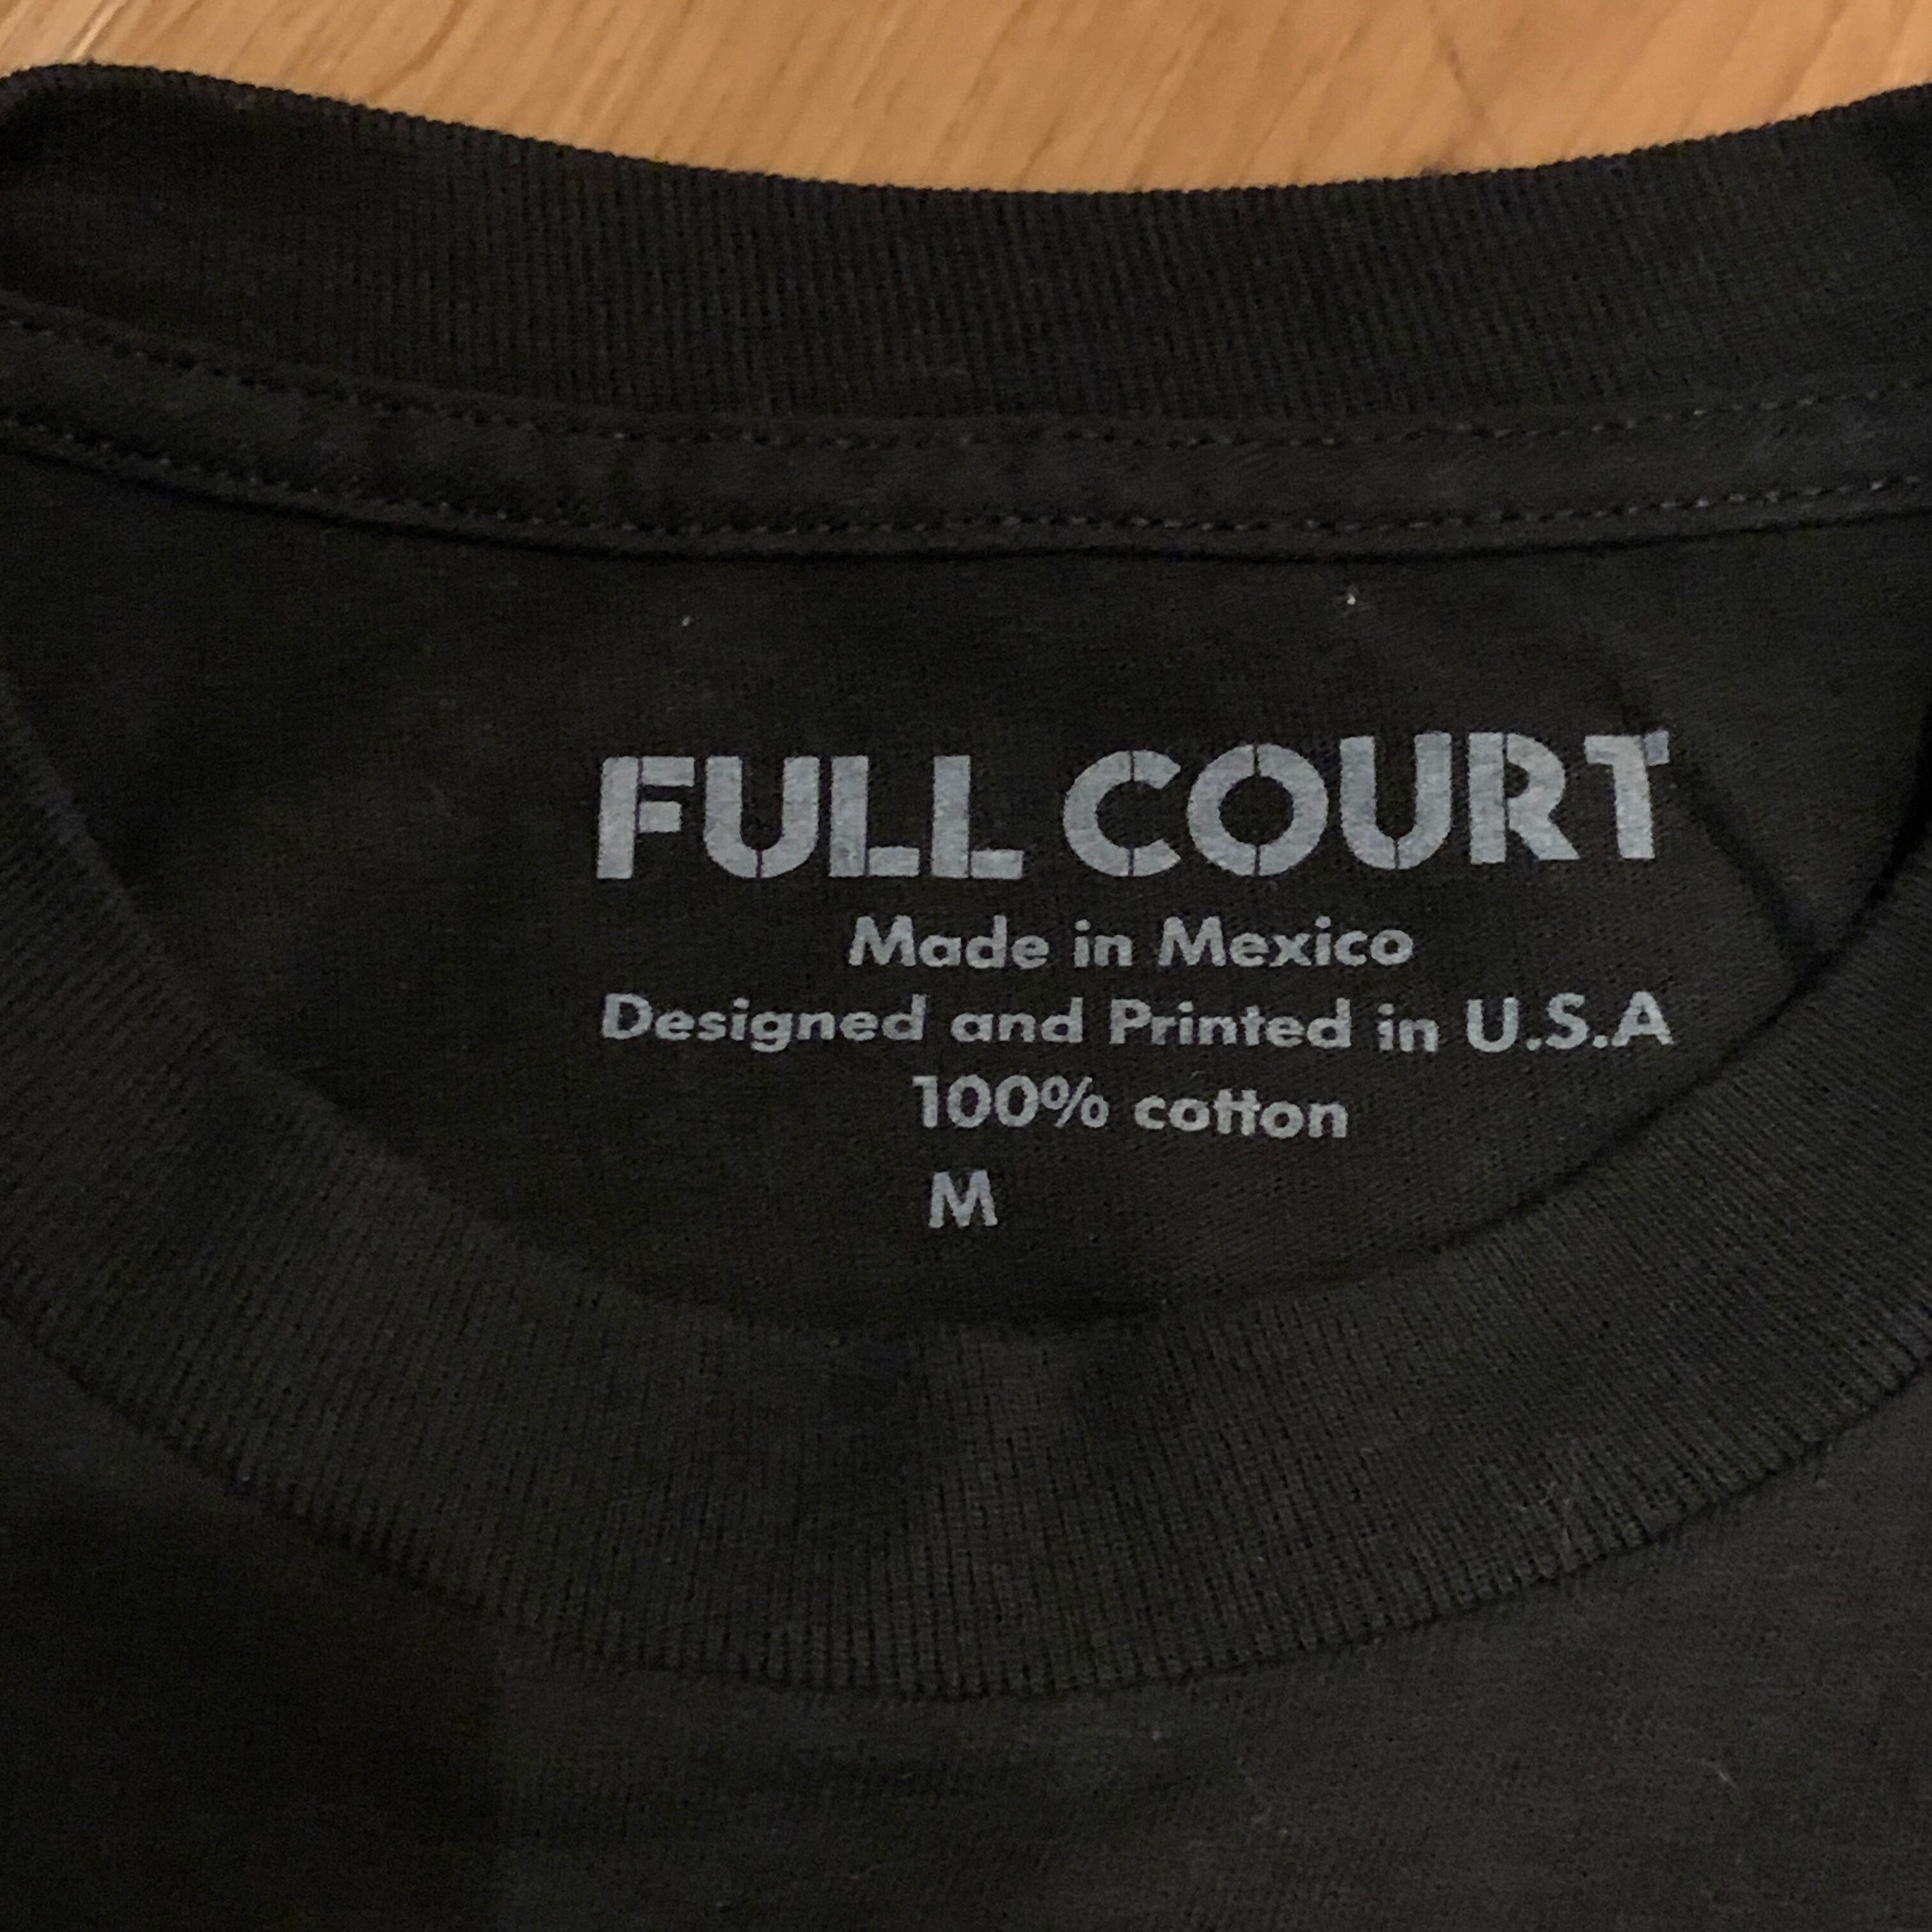 FULL COURT
Made in Mexico
Designed and Printed in U.S.A
100% cotton
M